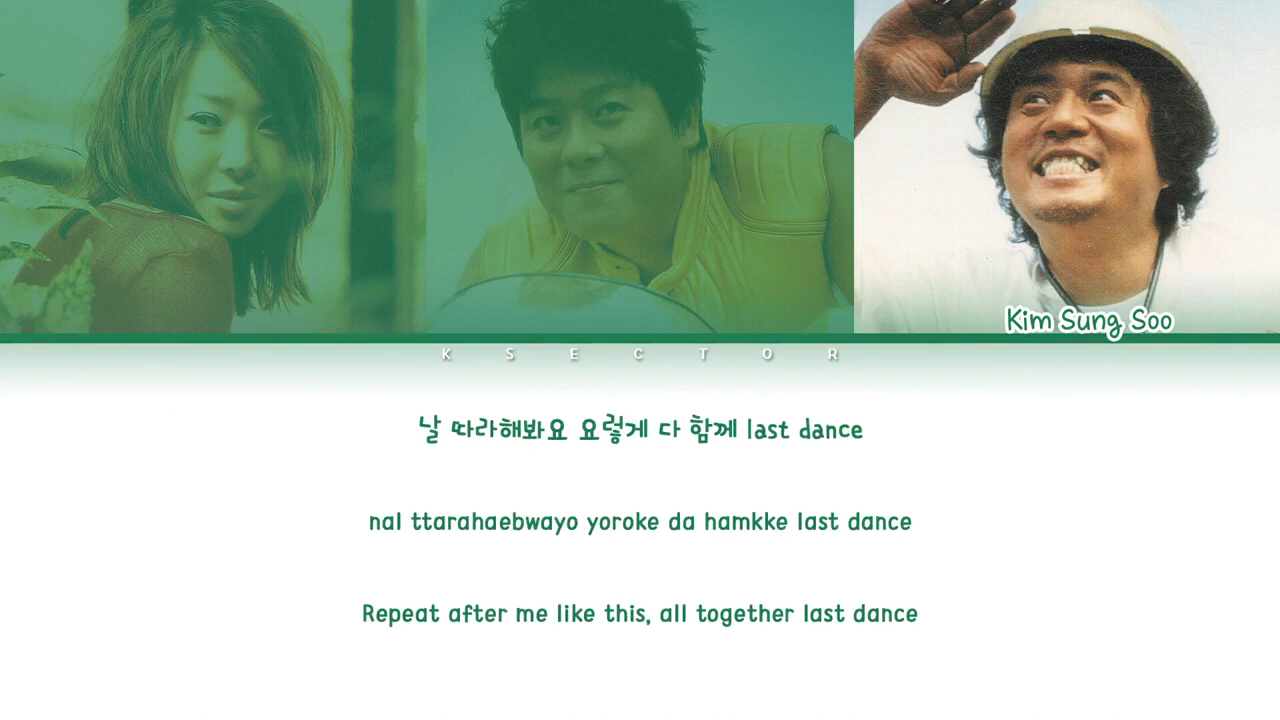 Kim Sung Soo
K S E C T O R
날 따라해봐요 요렇게 다 함께 last dance
nal ttarahaebwayo yoroke da hamkke last dance
Repeat after me like this, all together last dance